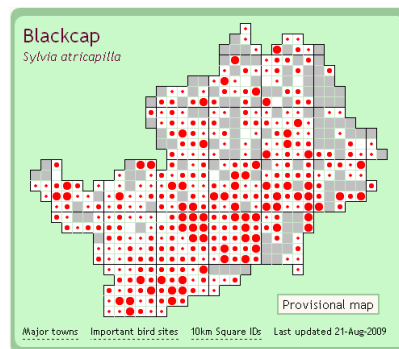 Blackcap
Sylvia atricapilla
Provisional map
Major towns Important bird sites 10km Square IDs Last updated 21-Aug-2009